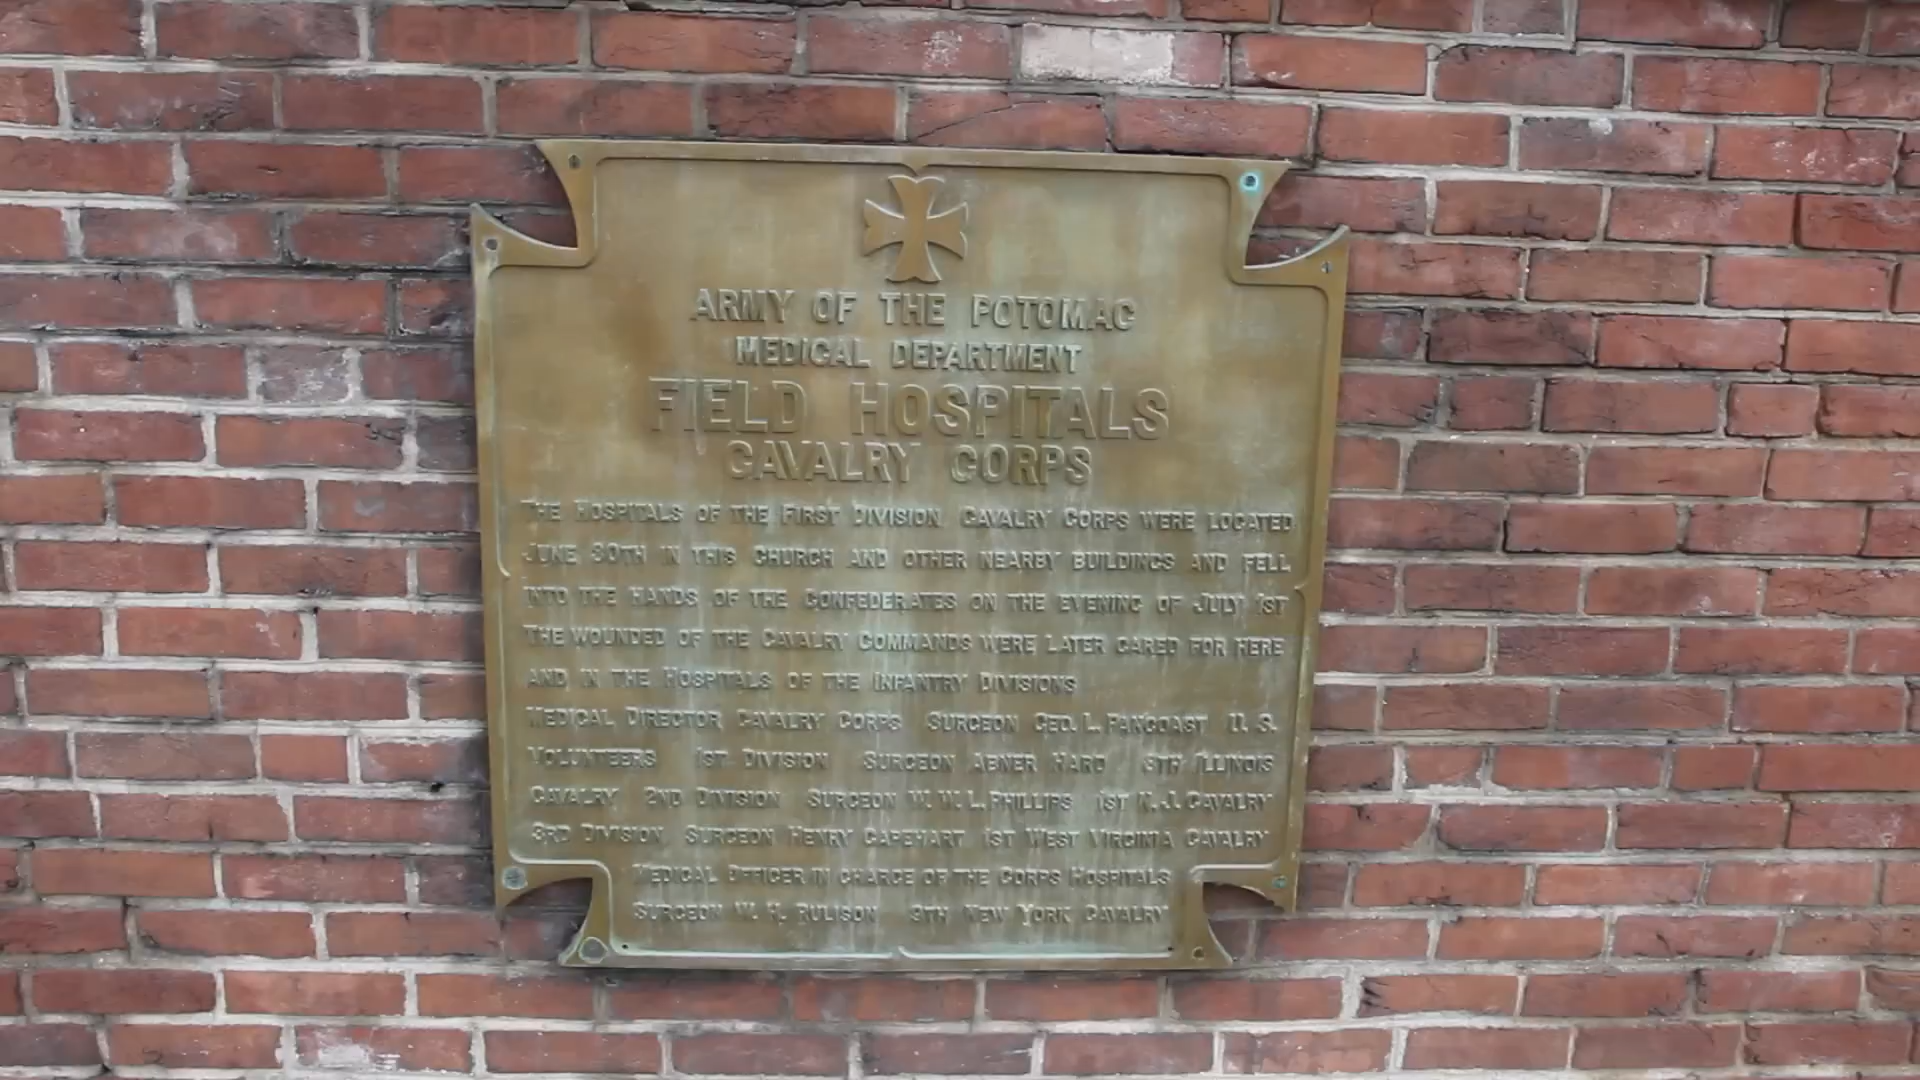 ARMY OF THE POTOMAC
MEDICAL DEPARTMENT
FIELD HOSPITALS
CAVALRY CORPS
THE HOSPITALS OF THE FIRST DIVISION CAVALRY CORPS WERE LOCATED
JUNE 30TH IN THIS CHURCH AND OTHER NEARBY BUILDINGS AND FELL
INTO THE HANDS OF THE CONFEDERATES ON THE EVENING OF JULY 1ST
THE WOUNDED OF THE CAVALRY COMMANDS WERE LATER CARED FOR HERE
AND IN THE HOSPITALS OF THE INFANTRY DIVISIONS
MEDICAL DIRECTOR CAVALRY CORPS SURGEON GEO. L. PANCOAST U. S.
VOLUNTEERS 1ST DIVISION SURGEON ABNER HARD 8TH ILLINOIS
CAVALRY 2ND DIVISION SURGEON W. W. L. PHILLIPS 1ST N. J. CAVALRY
3RD DIVISION SURGEON HENRY CAPEHART 1ST WEST VIRGINIA CAVALRY
MEDICAL OFFICER IN CHARGE OF THE CORPS HOSPITALS
SURGEON W. H. RULISON 9TH NEW YORK CAVALRY